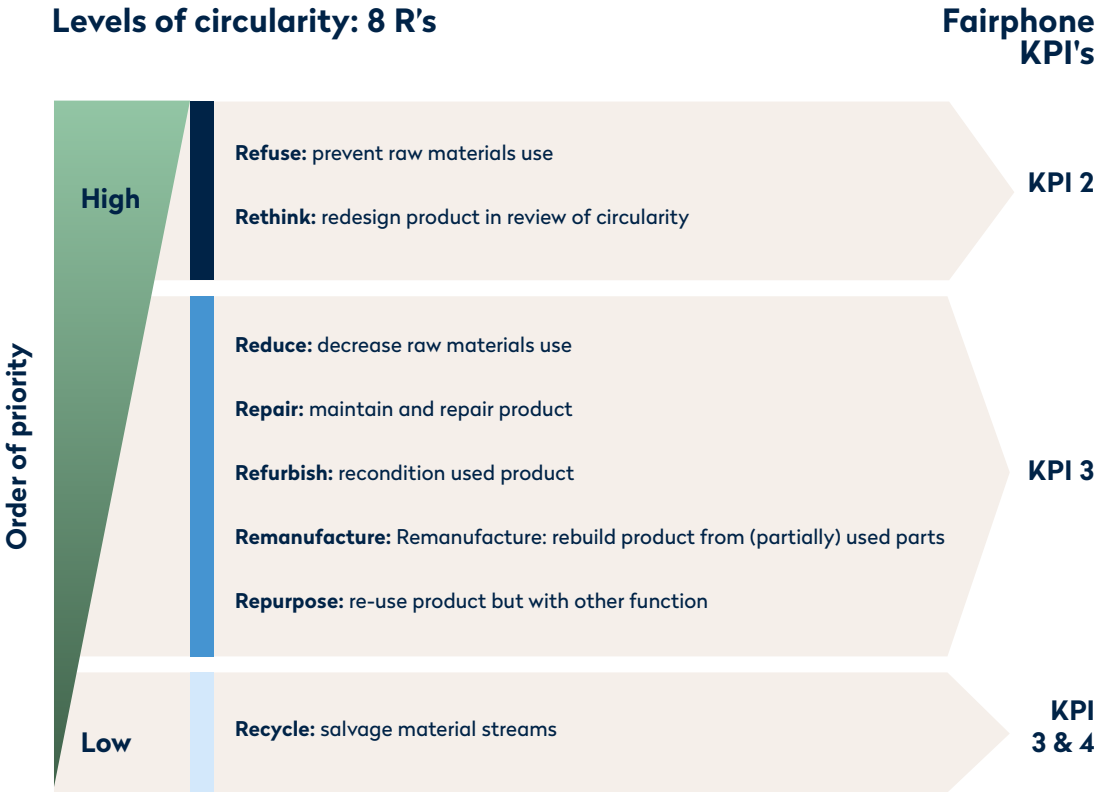 Levels of circularity: 8 R’s
Fairphone
KPI's
Order of priority
High
Refuse: prevent raw materials use
Rethink: redesign product in review of circularity
KPI 2
Reduce: decrease raw materials use
Repair: maintain and repair product
Refurbish: recondition used product
Remanufacture: Remanufacture: rebuild product from (partially) used parts
Repurpose: re-use product but with other function
KPI 3
Low
Recycle: salvage material streams
KPI
3 & 4